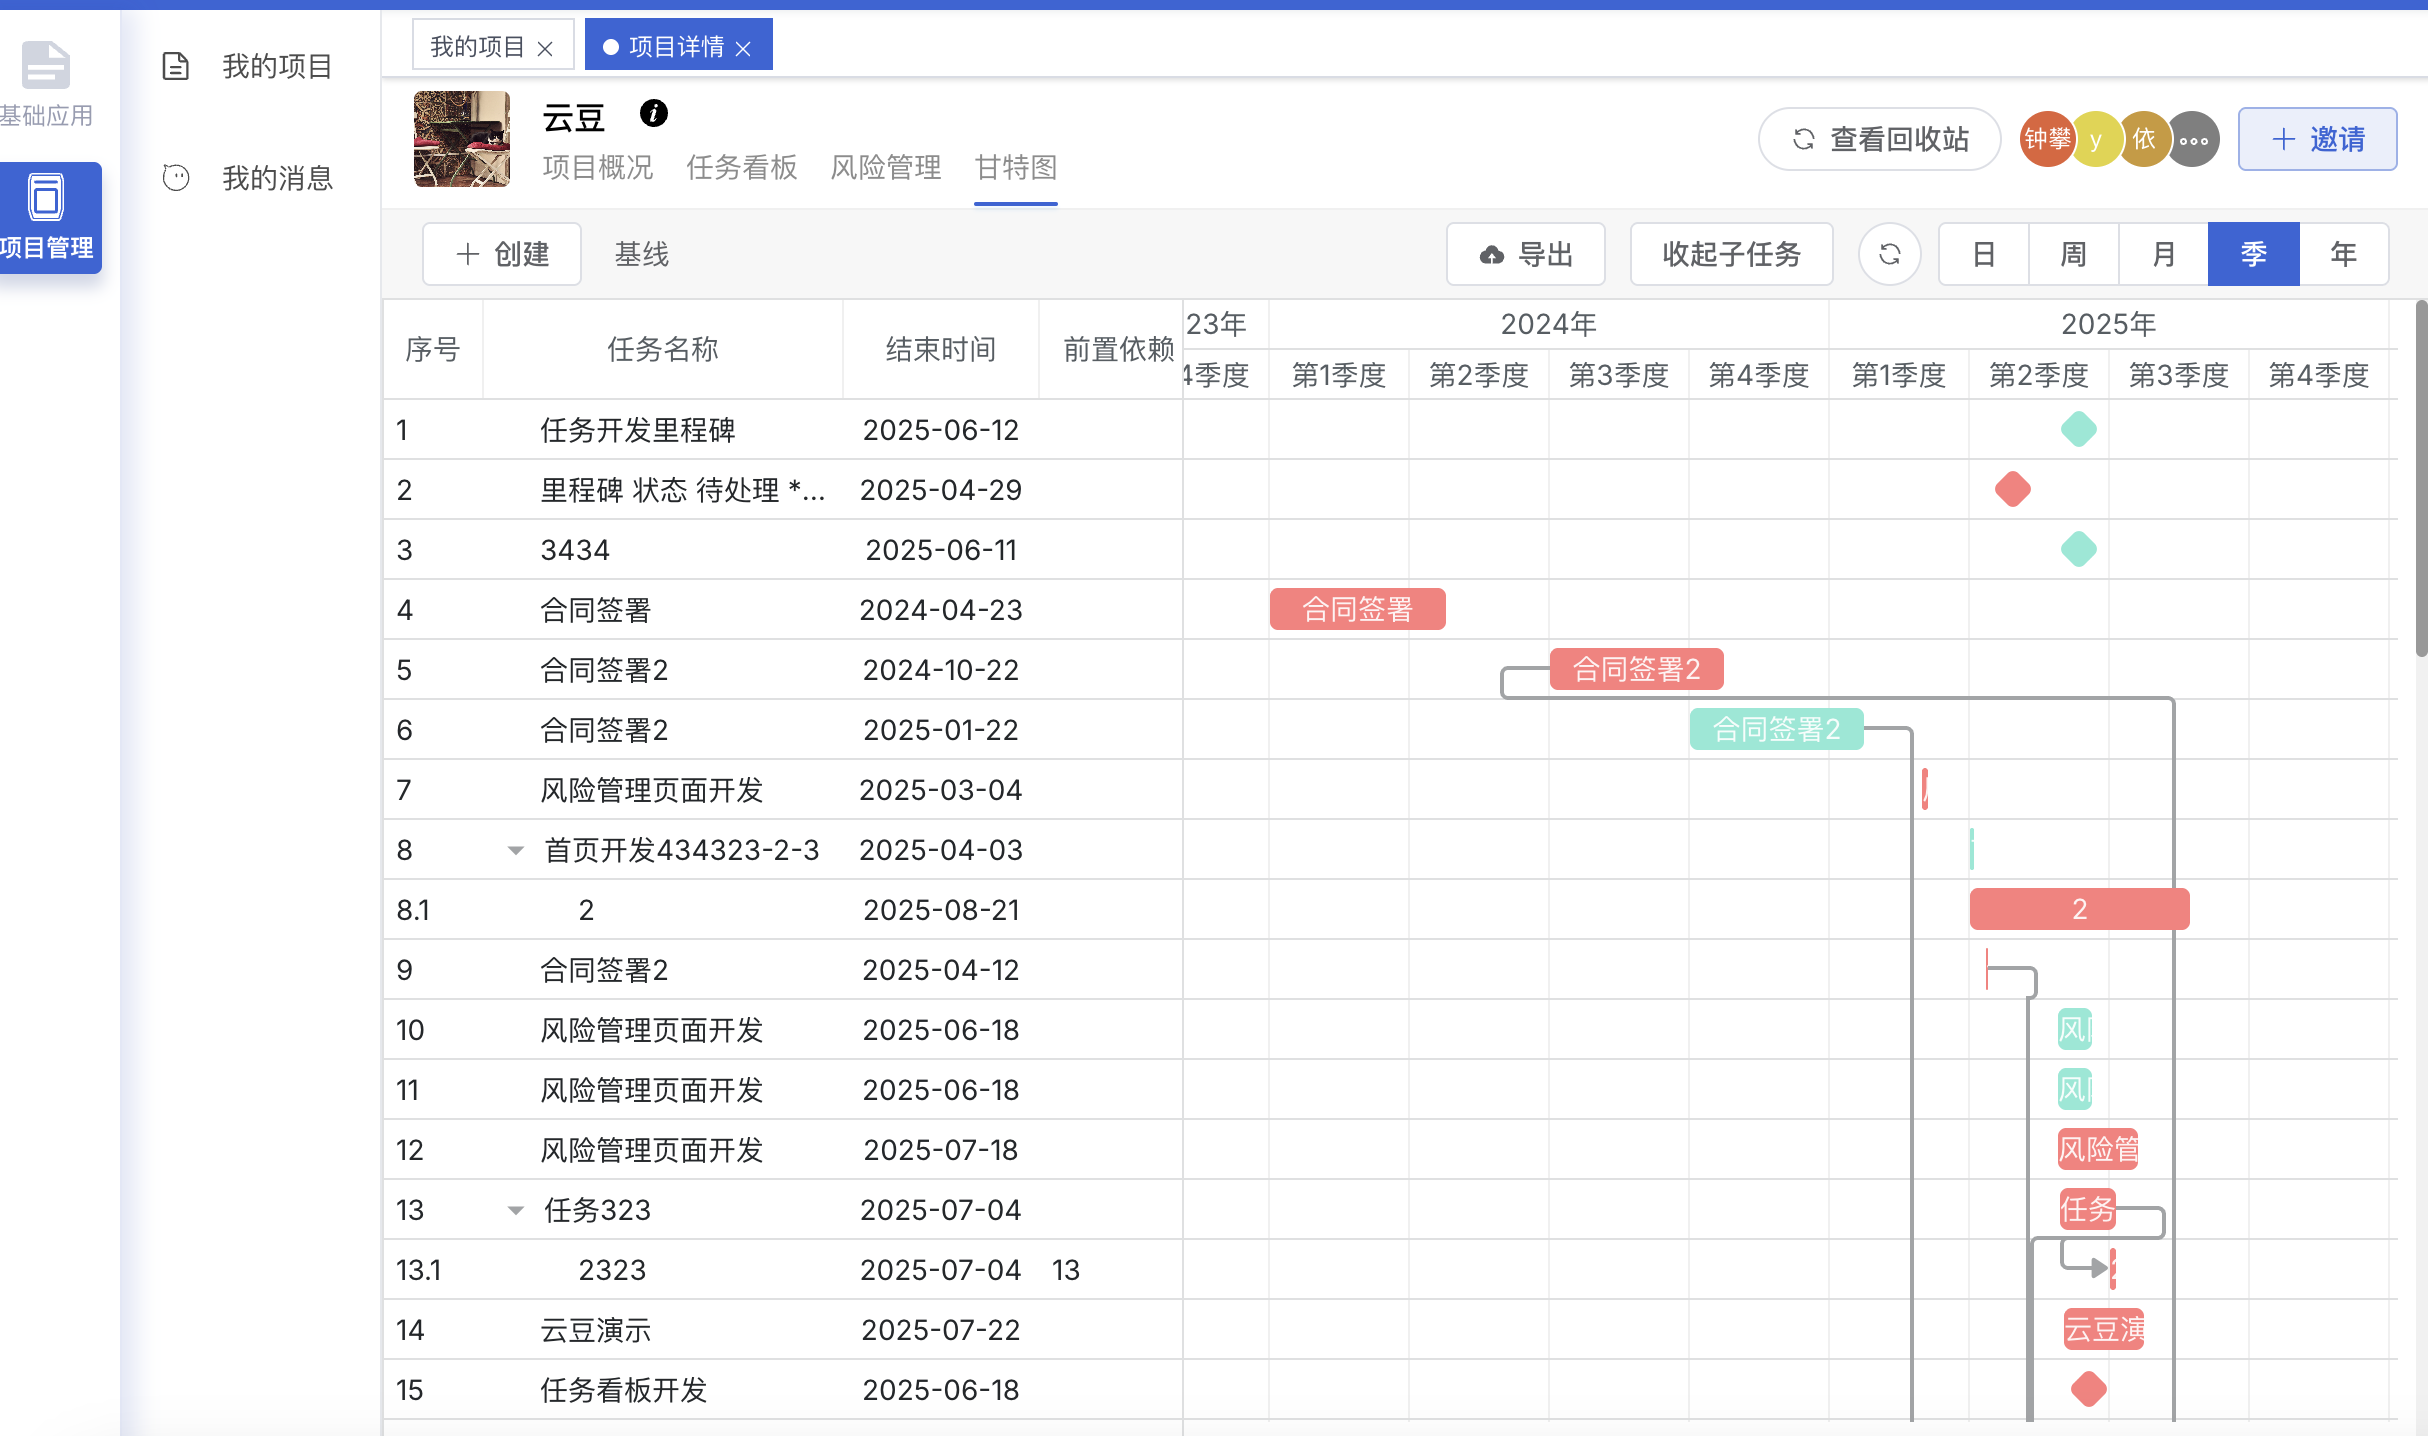 基础应用
项目管理
我的项目
我的消息
我的项目 项目详情
云豆
项目概况 任务看板 风险管理 甘特图
查看回收站 钟攀 y 依 邀请
创建 基线 导出 收起子任务 日 周 月 季 年
序号 任务名称 结束时间 前置依赖 23年 2024年 2025年
4季度 第1季度 第2季度 第3季度 第4季度 第1季度 第2季度 第3季度 第4季度
1 任务开发里程碑 2025-06-12
2 里程碑 状态 待处理 *... 2025-04-29
3 3434 2025-06-11
4 合同签署 2024-04-23 合同签署
5 合同签署2 2024-10-22 合同签署2
6 合同签署2 2025-01-22 合同签署2
7 风险管理页面开发 2025-03-04
8 首页开发434323-2-3 2025-04-03
8.1 2 2025-08-21 2
9 合同签署2 2025-04-12
10 风险管理页面开发 2025-06-18 风
11 风险管理页面开发 2025-06-18 风
12 风险管理页面开发 2025-07-18 风险管
13 任务323 2025-07-04 任务
13.1 2323 2025-07-04 13
14 云豆演示 2025-07-22 云豆演
15 任务看板开发 2025-06-18